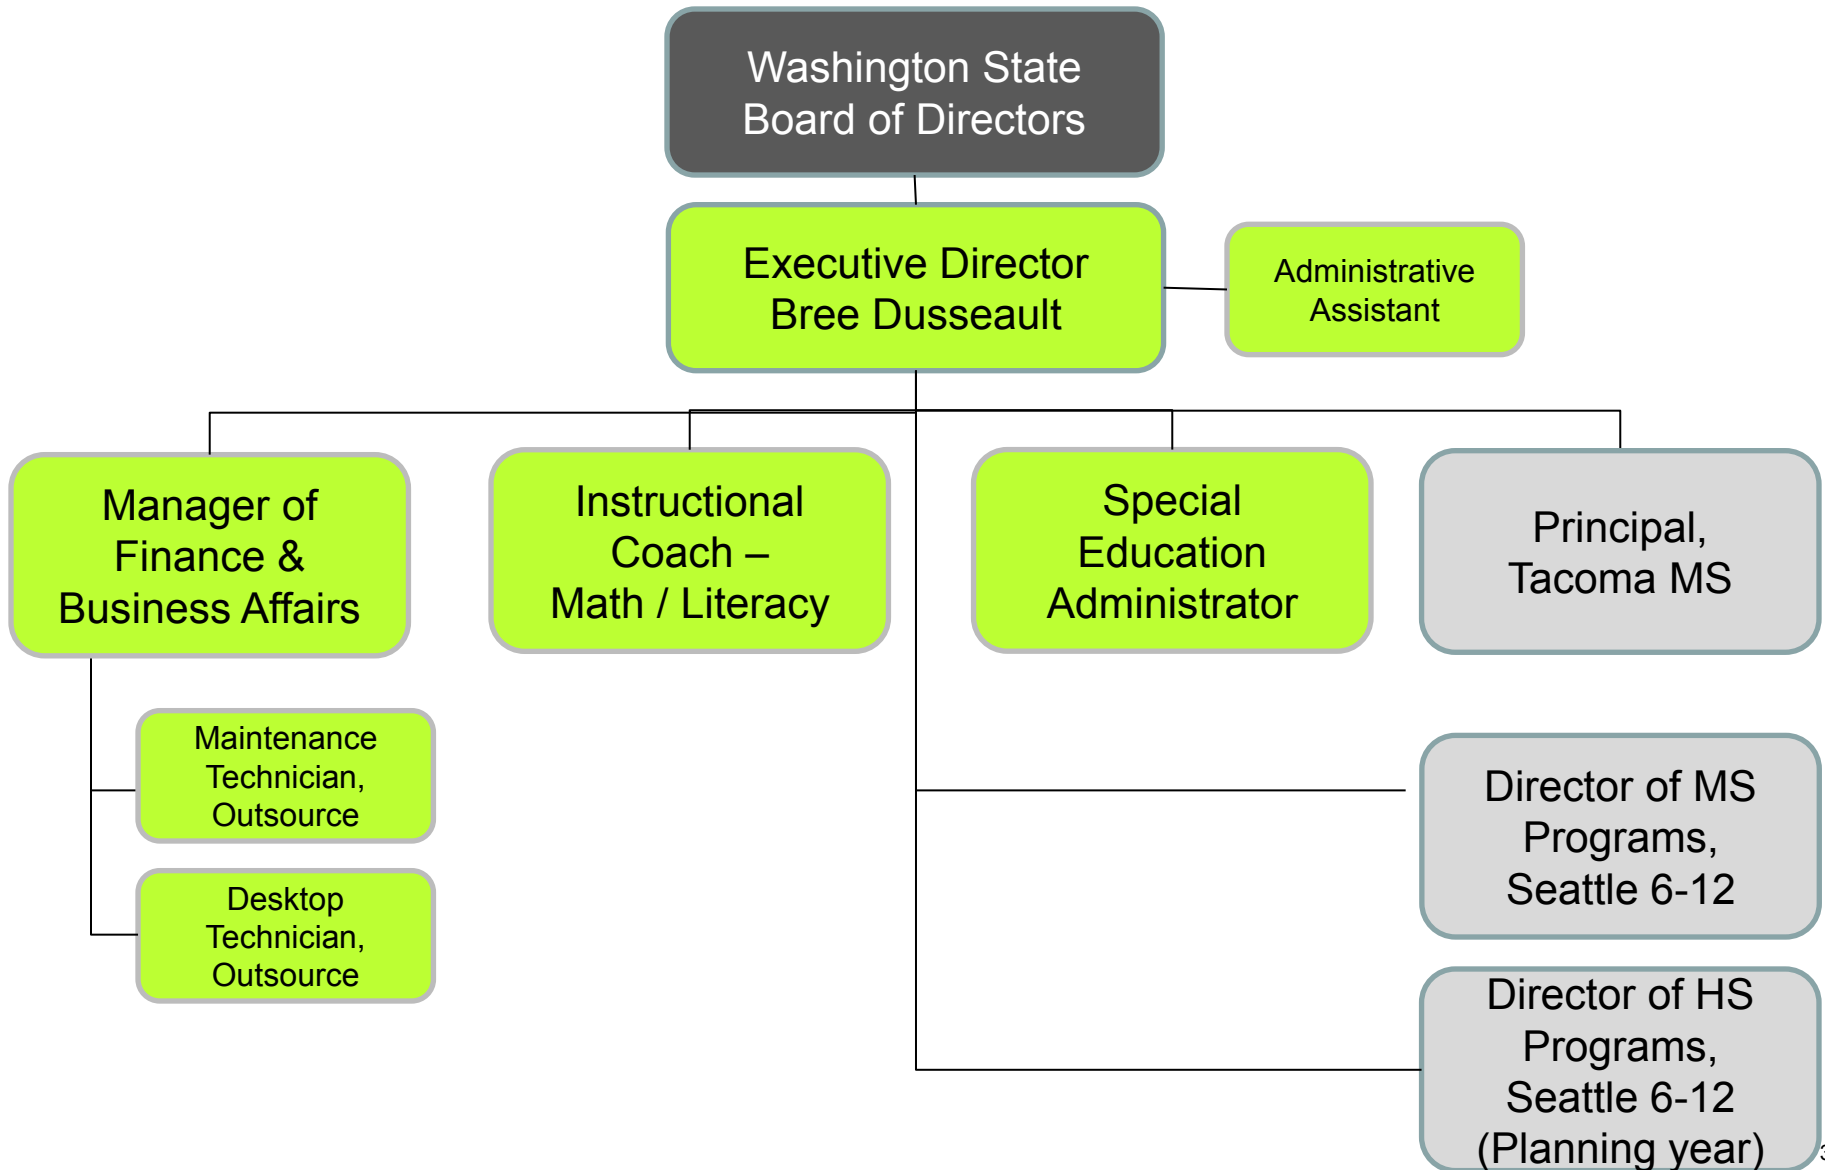 Washington State
Board of Directors
Executive Director
Bree Dusseault
Administrative
Assistant
Manager of
Finance &
Business Affairs
Instructional
Coach –
Math / Literacy
Special
Education
Administrator
Principal,
Tacoma MS
Maintenance
Technician,
Outsource
Desktop
Technician,
Outsource
Director of MS
Programs,
Seattle 6-12
Director of HS
Programs,
Seattle 6-12
(Planning year)